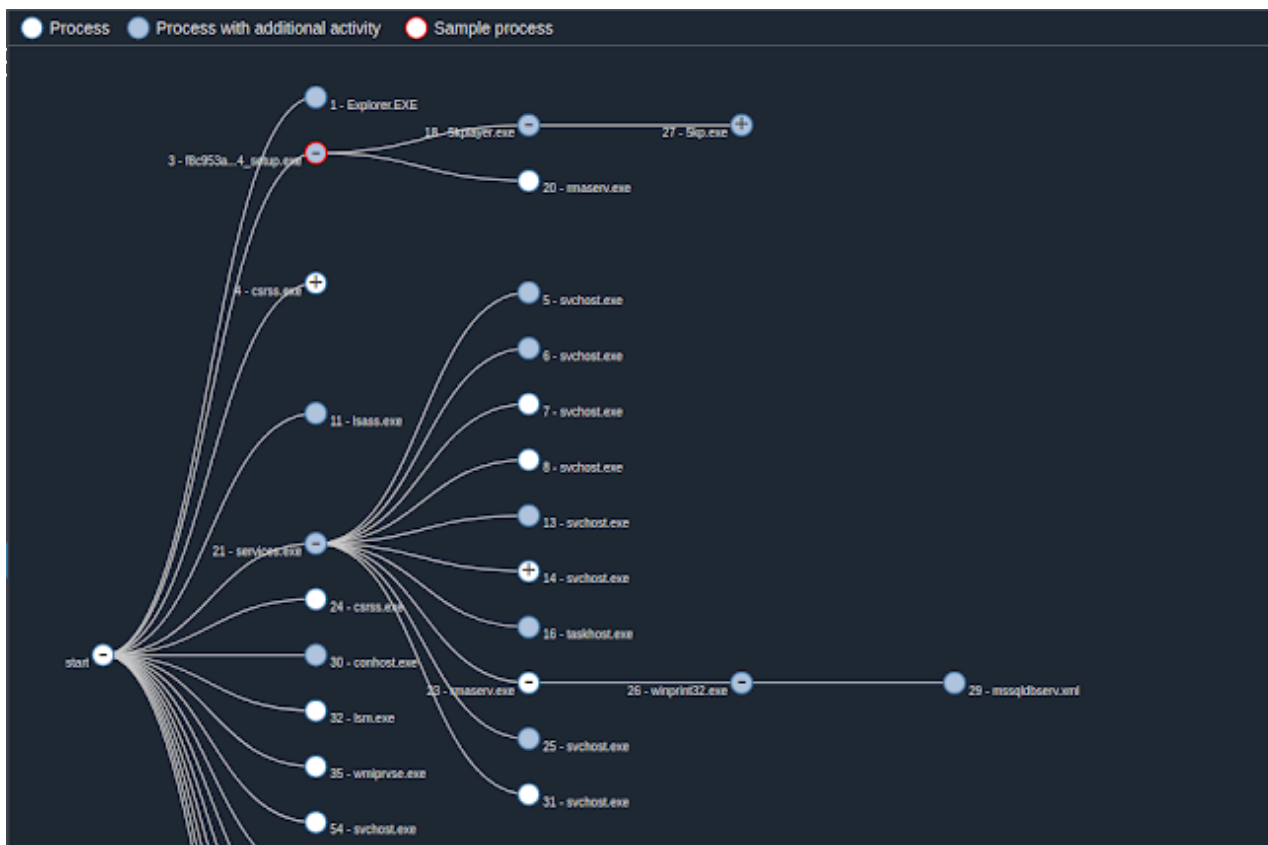 Process Process with additional activity Sample process
1 - Explorer.EXE
18 - 5kplayer.exe
27 - 5kp.exe
3 - f8c953a...4_setup.exe
20 - rmaserv.exe
4 - csrss.exe
5 - svchost.exe
6 - svchost.exe
7 - svchost.exe
11 - lsass.exe
8 - svchost.exe
13 - svchost.exe
21 - services.exe
14 - svchost.exe
24 - csrss.exe
16 - taskhost.exe
start
30 - conhost.exe
23 - rmaserv.exe
26 - winprint32.exe
29 - mssqldbserv.xml
32 - lsm.exe
25 - svchost.exe
35 - wmiprvse.exe
31 - svchost.exe
54 - svchost.exe